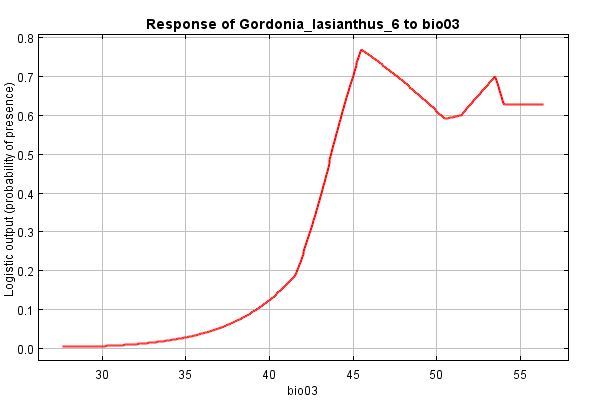 Response of Gordonia_lasianthus_6 to bio03
Logistic output (probability of presence)
0.8
0.7
0.6
0.5
0.4
0.3
0.2
0.1
0.0
30 35 40 45 50 55
bio03